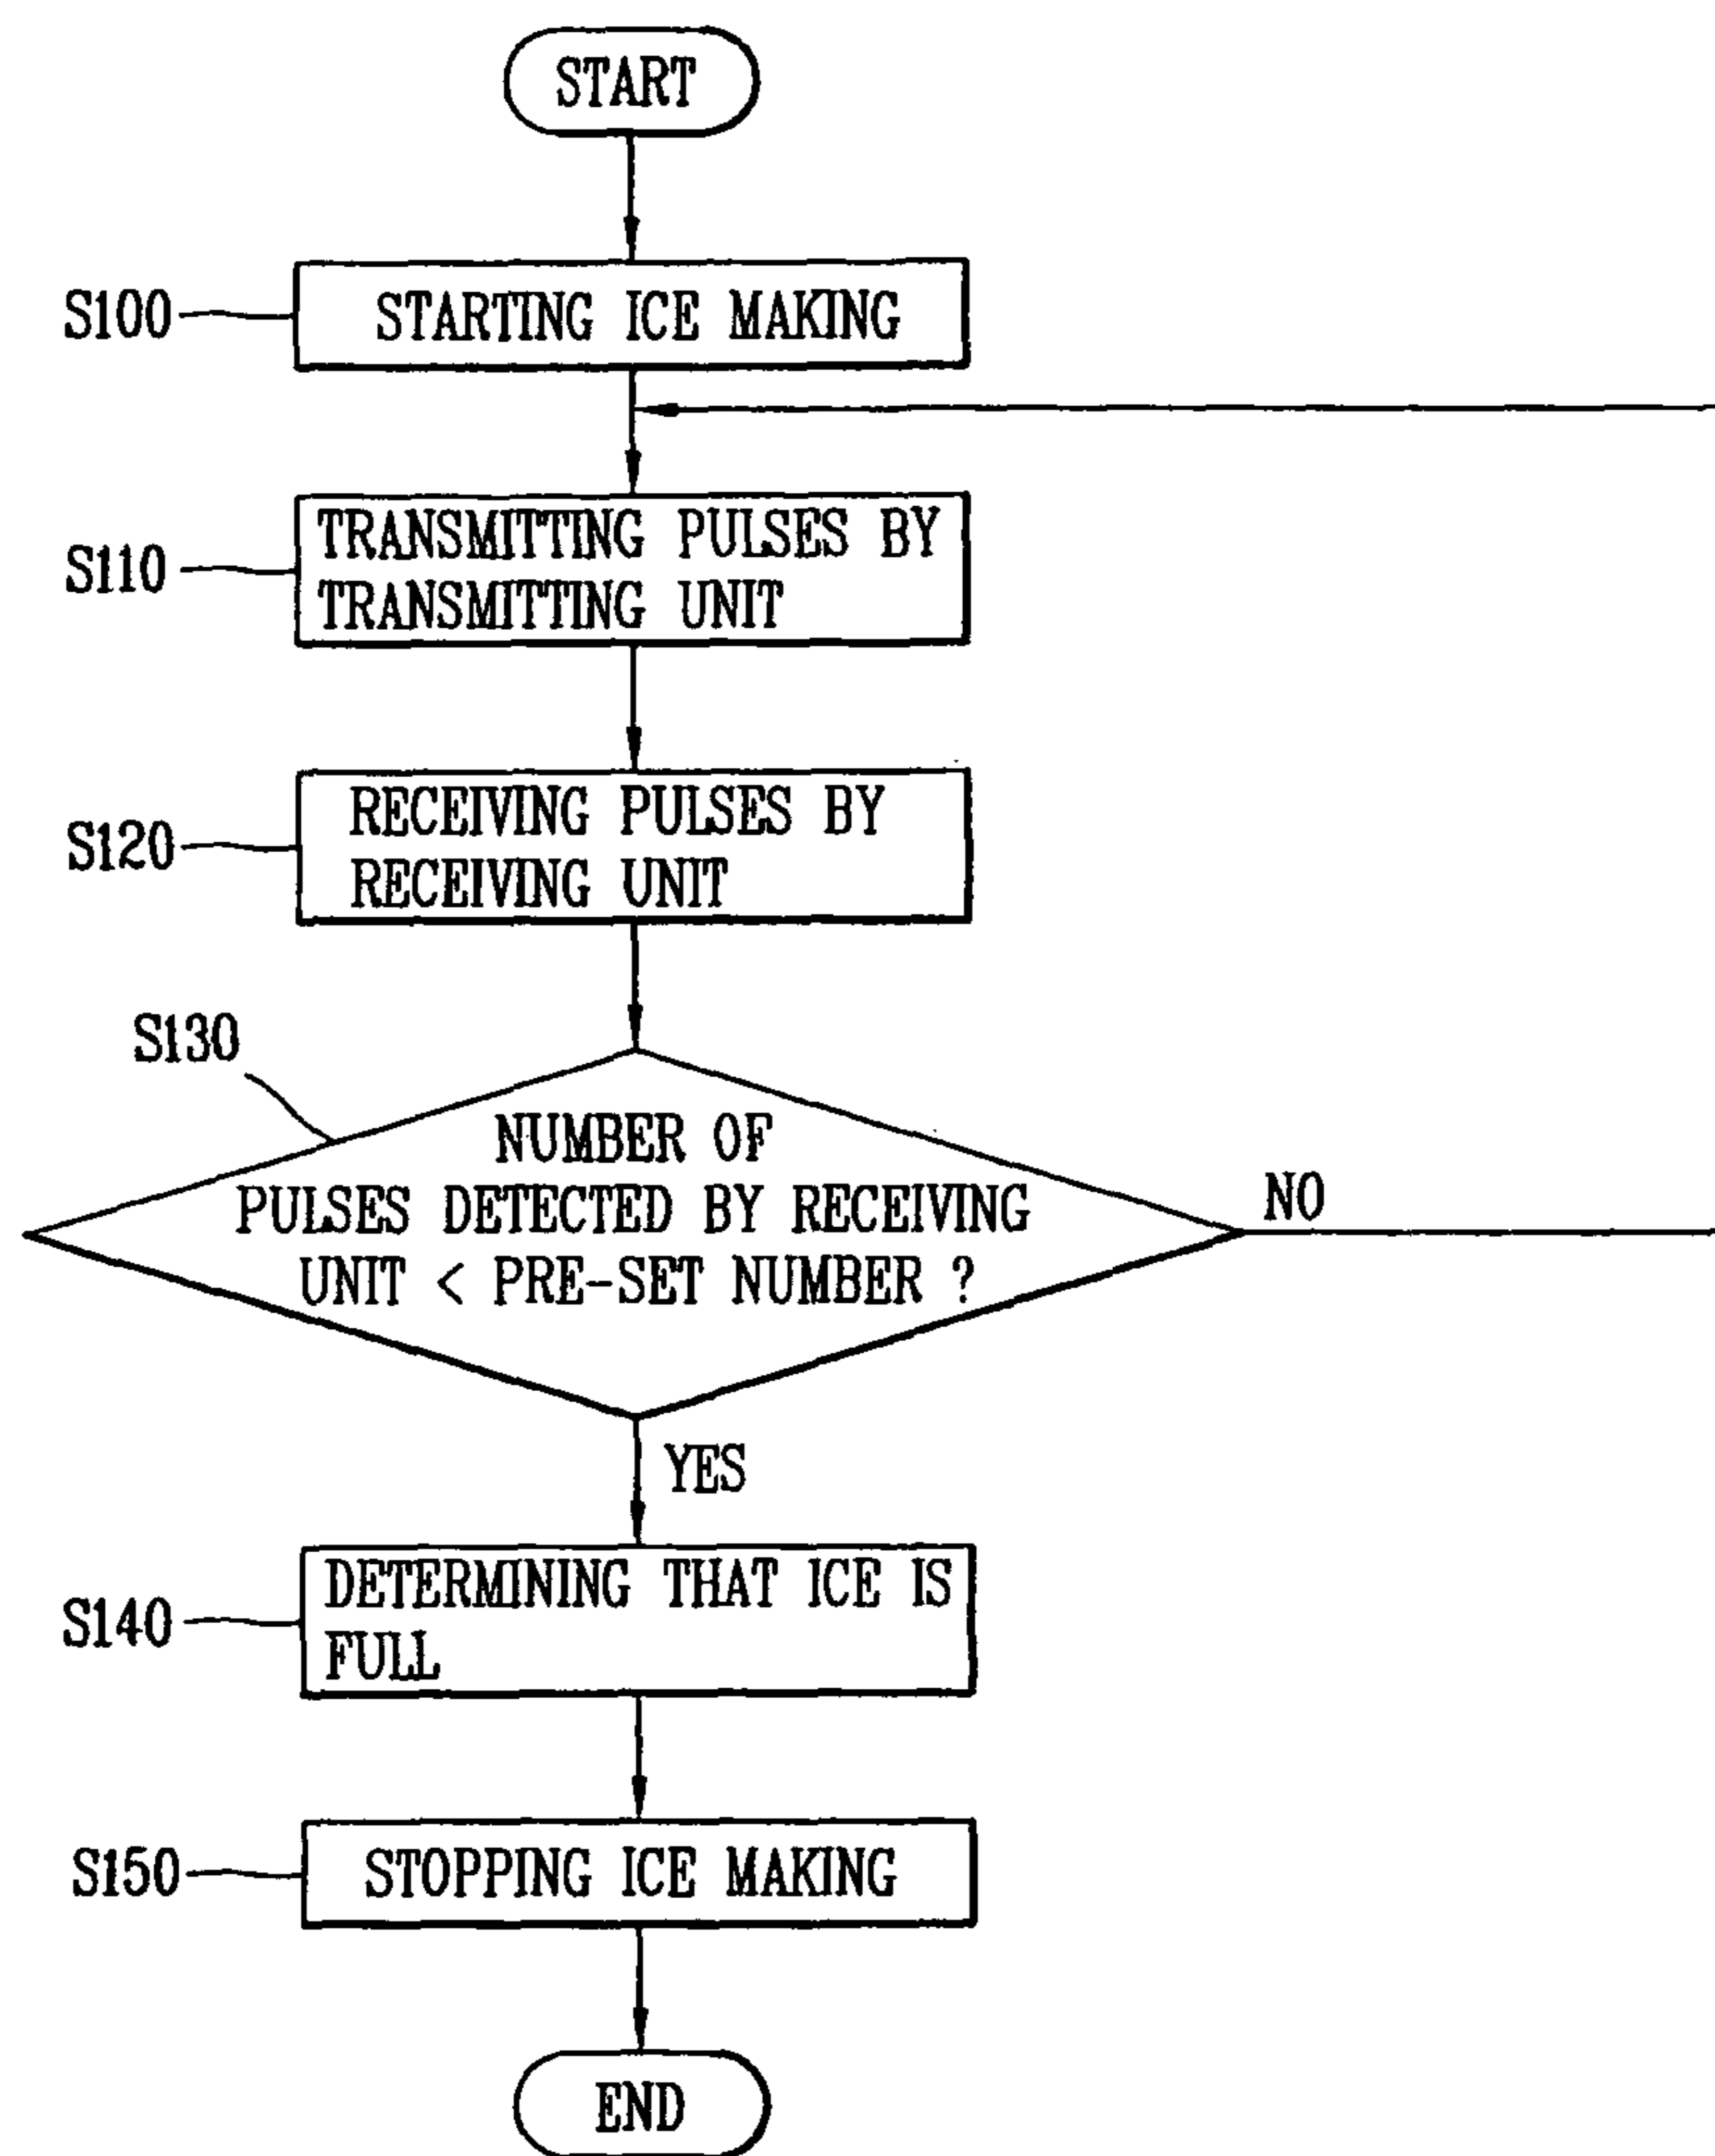 START
S100
STARTING ICE MAKING
S110
TRANSMITTING PULSES BY
TRANSMITTING UNIT
S120
RECEIVING PULSES BY
RECEIVING UNIT
S130
NUMBER OF
PULSES DETECTED BY RECEIVING
UNIT < PRE-SET NUMBER ?
NO
YES
S140
DETERMINING THAT ICE IS
FULL
S150
STOPPING ICE MAKING
END